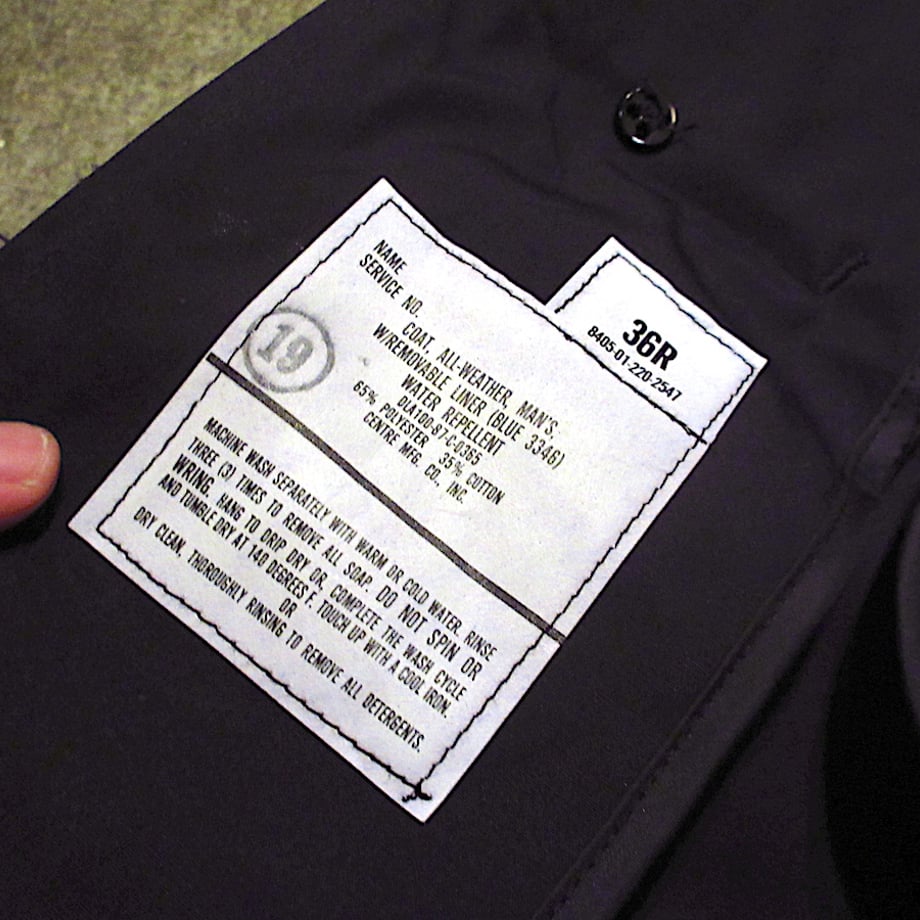 NAME
SERVICE NO.
COAT, ALL-WEATHER, MAN'S,
W/REMOVABLE LINER (BLUE 3346)
WATER REPELLENT
DLA100-87-C-0365
65% POLYESTER 35% COTTON
CENTRE MFG. CO., INC.
19
36R
8405-01-220-2547
MACHINE WASH SEPARATELY WITH WARM OR COLD WATER. RINSE
THREE (3) TIMES TO REMOVE ALL SOAP. DO NOT SPIN OR
WRING. HANG TO DRIP DRY OR, COMPLETE THE WASH CYCLE
AND TUMBLE DRY AT 140 DEGREES F. TOUCH UP WITH A COOL IRON.
OR
DRY CLEAN, THOROUGHLY RINSING TO REMOVE ALL DETERGENTS.